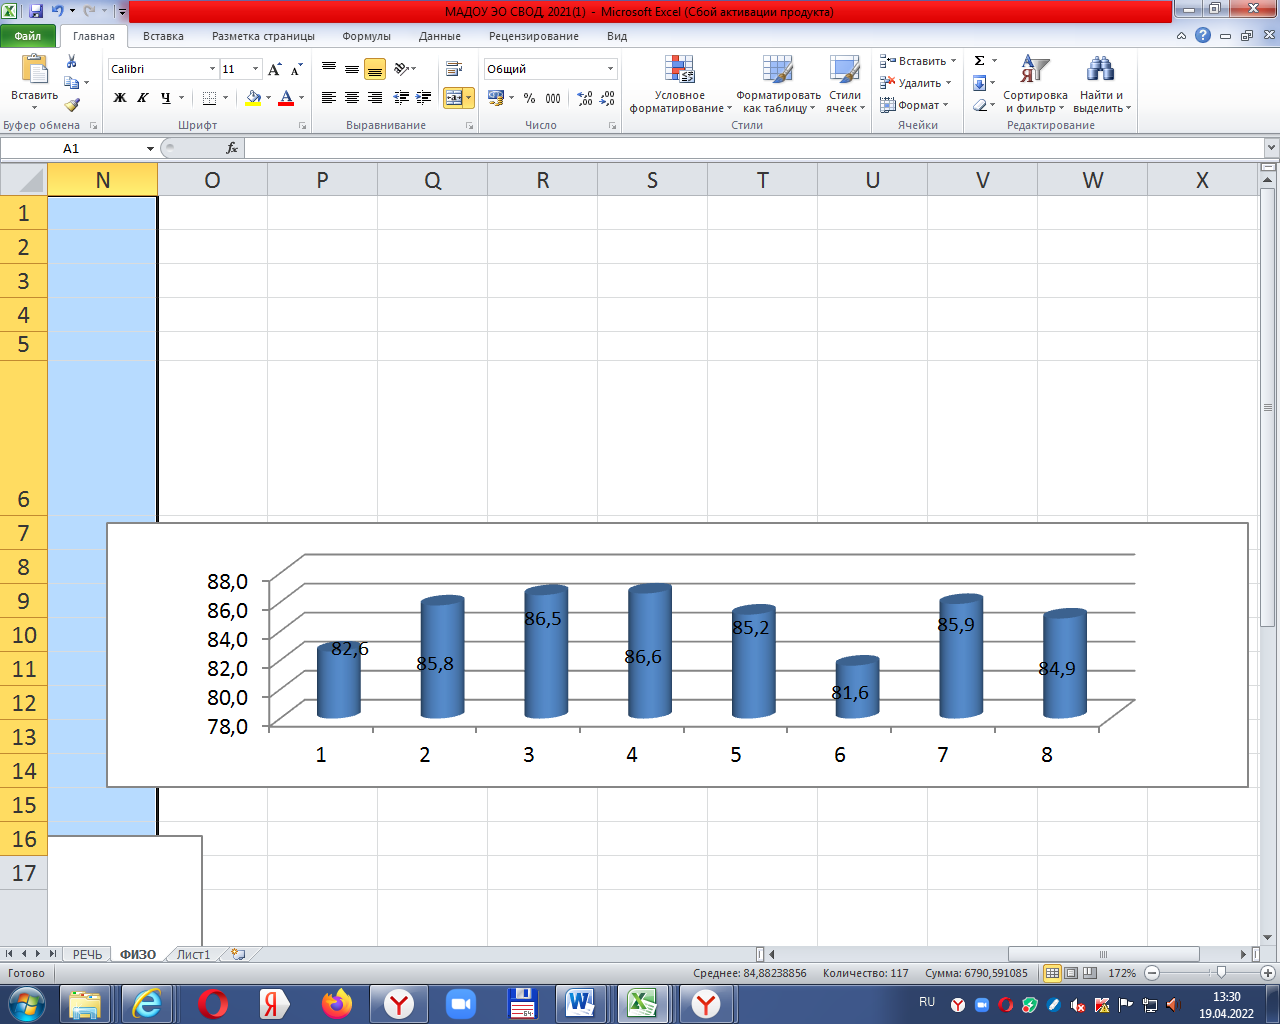 МАДОУ ЭО СВОД, 2021(1) - Microsoft Excel (Сбой активации продукта)
Файл Главная Вставка Разметка страницы Формулы Данные Рецензирование Вид
Вставить
Буфер обмена
Calibri 11
Ж К Ч А
Шрифт
Выравнивание
Общий
% 000
Число
Условное форматирование
Форматировать как таблицу
Стили ячеек
Стили
Вставить
Удалить
Формат
Ячейки
Σ
Сортировка и фильтр
Найти и выделить
Редактирование
A1 fx
N O P Q R S T U V W X
1
2
3
4
5
6
7
8
9
10
11
12
13
14
15
16
17
88,0
86,0
84,0
82,0
80,0
78,0
82,6 85,8 86,5 86,6 85,2 81,6 85,9 84,9
1 2 3 4 5 6 7 8
РЕЧЬ ФИЗО Лист1
Готово Среднее: 84,88238856 Количество: 117 Сумма: 6790,591085 172%
RU 13:30
19.04.2022